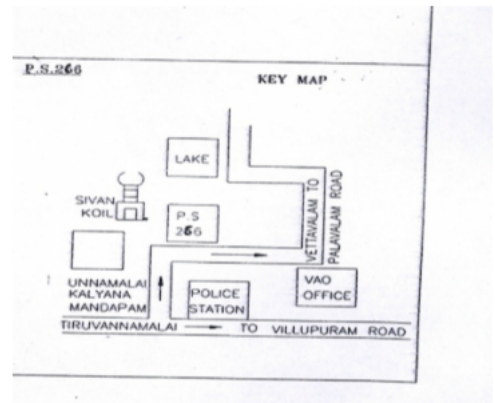 P.S.266
KEY MAP
LAKE
SIVAN
KOIL
P.S
266
VETTAVALAM TO
PALAVALAM ROAD
UNNAMALAI
KALYANA
MANDAPAM
POLICE
STATION
VAO
OFFICE
TIRUVANNAMALAI TO VILLUPURAM ROAD